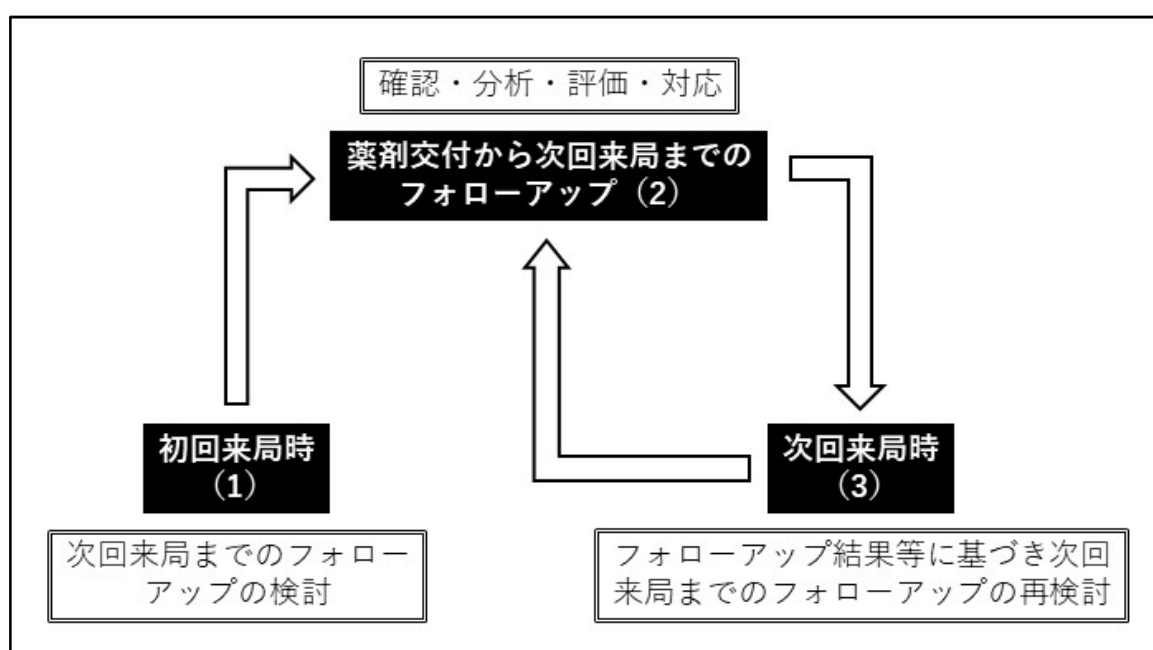 確認・分析・評価・対応
薬剤交付から次回来局までの
フォローアップ（2）
初回来局時
（1）
次回来局までのフォロー
アップの検討
次回来局時
（3）
フォローアップ結果等に基づき次回
来局までのフォローアップの再検討